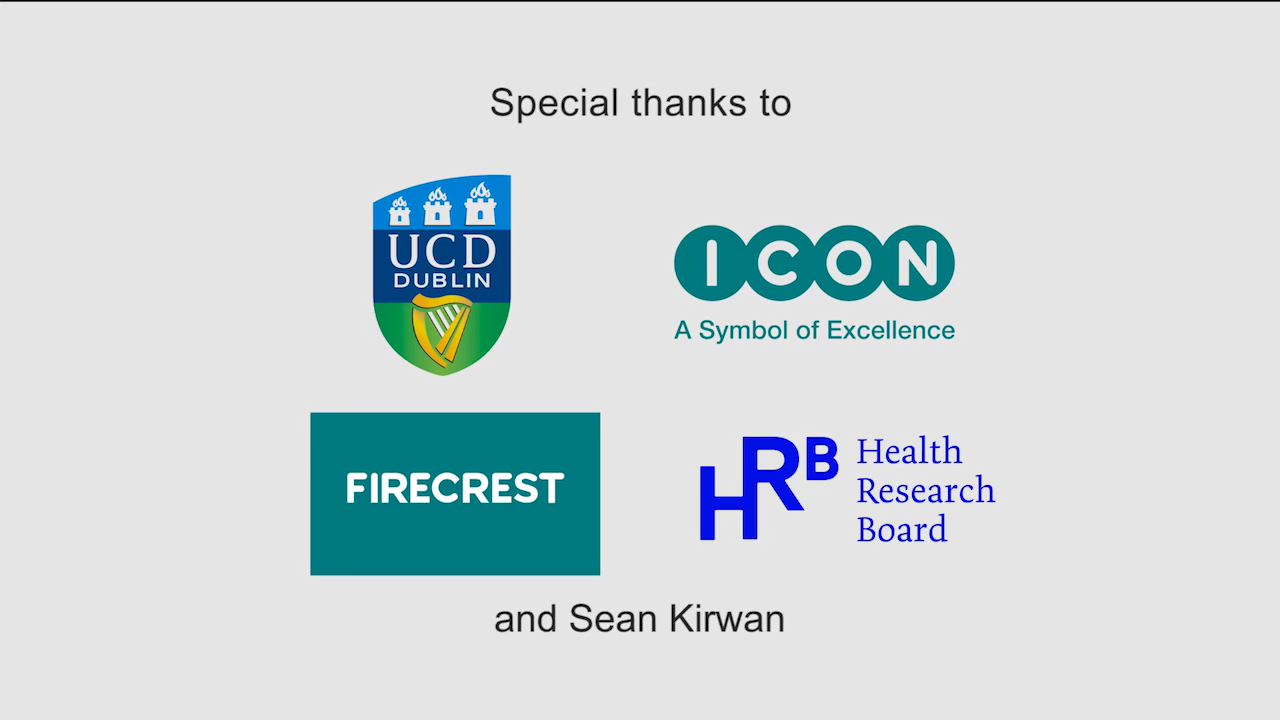 Special thanks to
UCD
DUBLIN
ICON
A Symbol of Excellence
FIRECREST
HRB
Health
Research
Board
and Sean Kirwan